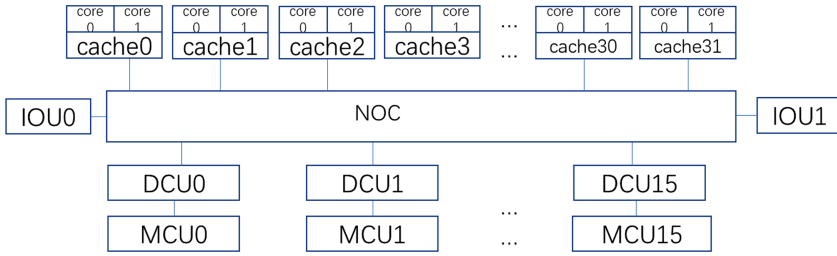 core 0 core 1 core 0 core 1 core 0 core 1 core 0 core 1 ... core 0 core 1 core 0 core 1
cache0 cache1 cache2 cache3 ... cache30 cache31
IOU0 NOC IOU1
DCU0 DCU1 DCU15
...
MCU0 MCU1 ... MCU15